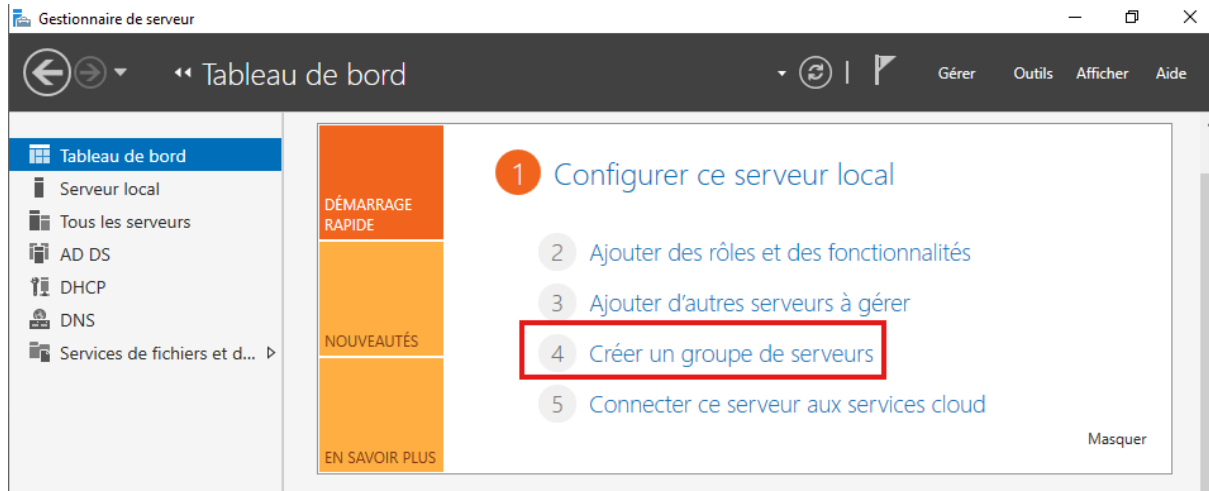 Gestionnaire de serveur
Tableau de bord
Gérer Outils Afficher Aide
Tableau de bord
Serveur local
Tous les serveurs
AD DS
DHCP
DNS
Services de fichiers et d...
DÉMARRAGE
RAPIDE
NOUVEAUTÉS
EN SAVOIR PLUS
1 Configurer ce serveur local
2 Ajouter des rôles et des fonctionnalités
3 Ajouter d’autres serveurs à gérer
4 Créer un groupe de serveurs
5 Connecter ce serveur aux services cloud
Masquer